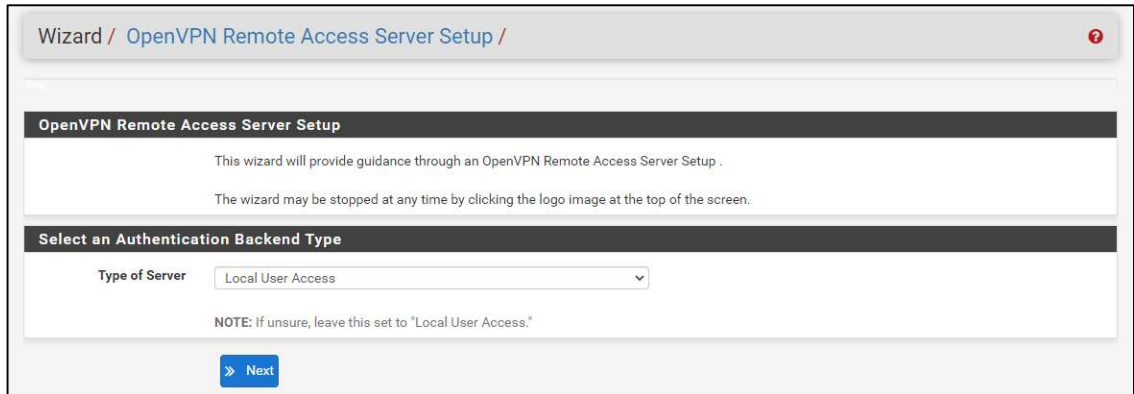 Wizard / OpenVPN Remote Access Server Setup /
Step
OpenVPN Remote Access Server Setup
This wizard will provide guidance through an OpenVPN Remote Access Server Setup .
The wizard may be stopped at any time by clicking the logo image at the top of the screen.
Select an Authentication Backend Type
Type of Server
Local User Access
NOTE: If unsure, leave this set to "Local User Access."
» Next